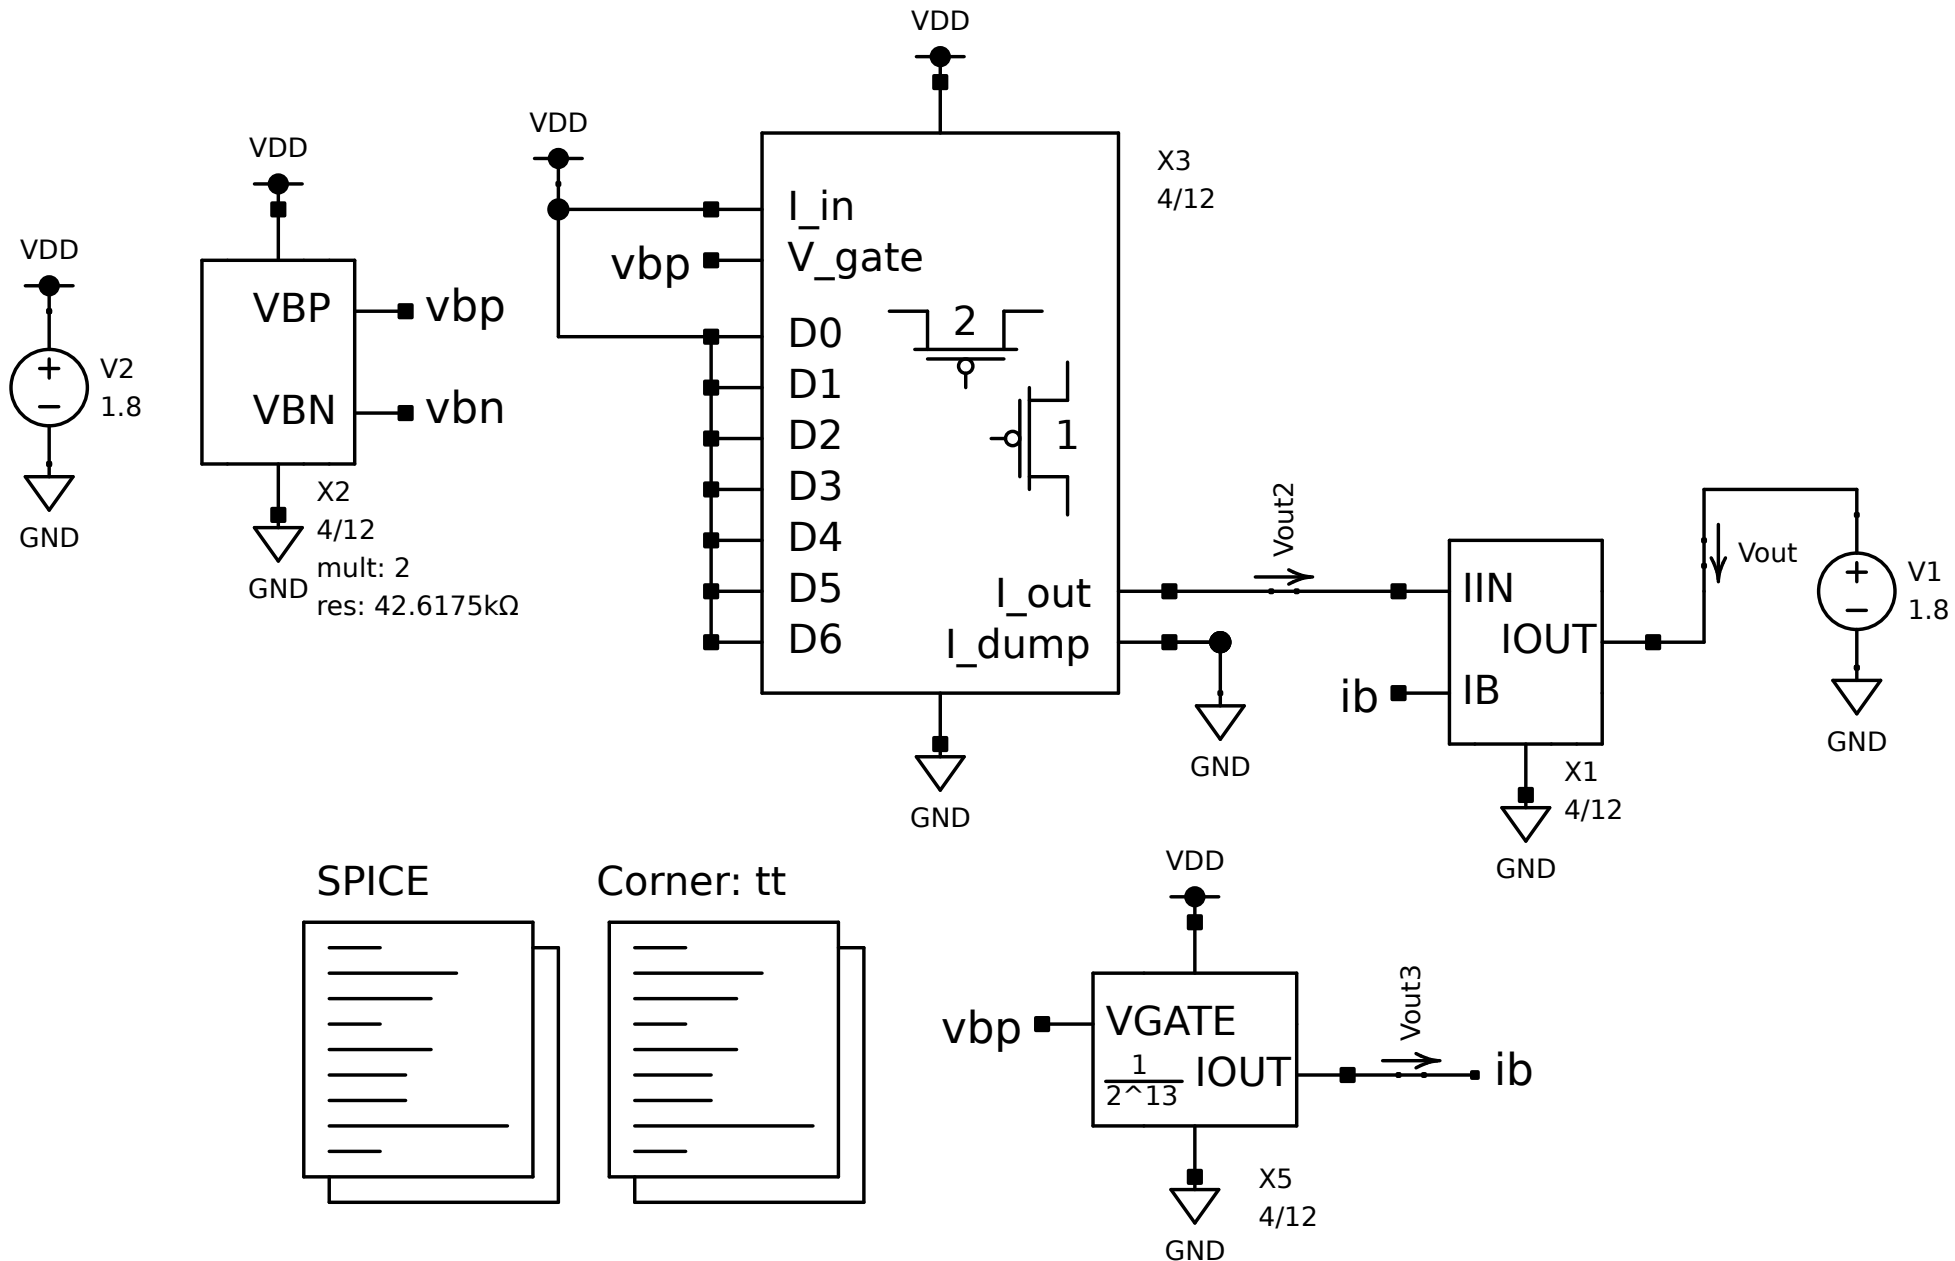 VDD
VDD
VDD
VDD
X3
4/12
I_in
vbp
V_gate
V2
1.8
GND
VBP
vbp
VBN
vbn
X2
4/12
mult: 2
res: 42.6175kΩ
GND
D0
D1
D2
D3
D4
D5
D6
2
1
I_out
I_dump
GND
GND
Vout2
IIN
IOUT
ib
IB
X1
4/12
GND
Vout
V1
1.8
GND
SPICE
Corner: tt
VDD
vbp
VGATE
1
2^13
IOUT
Vout3
ib
X5
4/12
GND